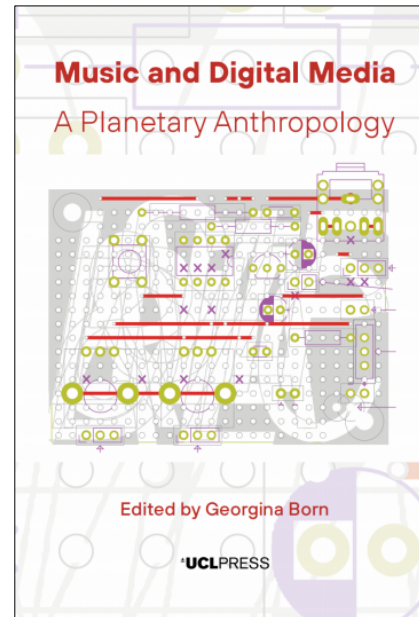 Music and Digital Media
A Planetary Anthropology
Edited by Georgina Born
UCLPRESS